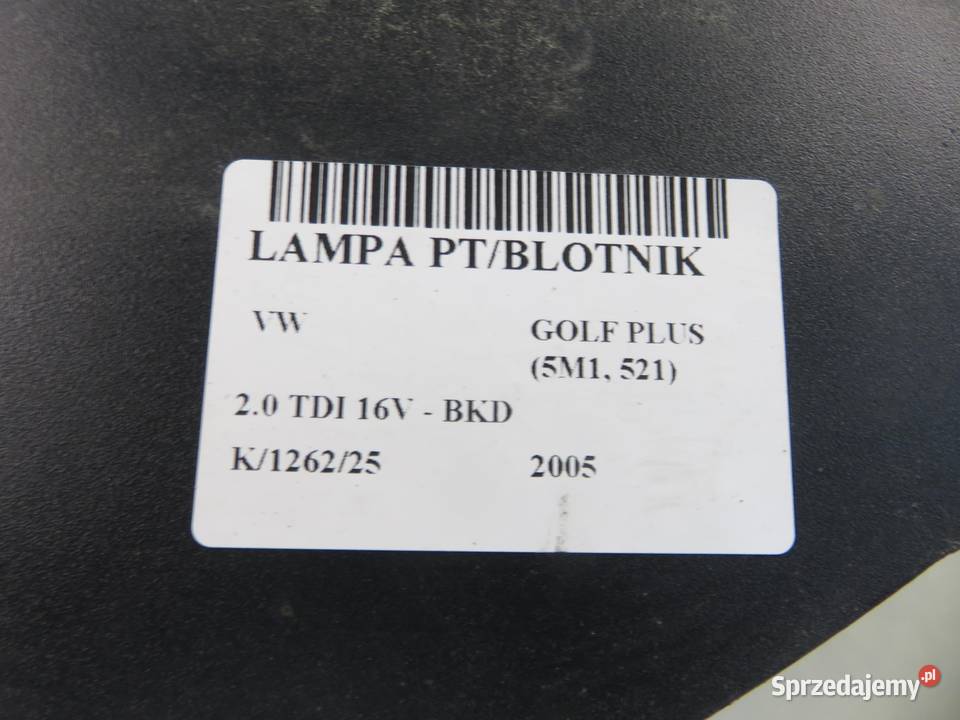 LAMPA PT/BLOTNIK
VW
GOLF PLUS
(5M1, 521)
2.0 TDI 16V - BKD
K/1262/25
2005
Sprzedajemy.pl